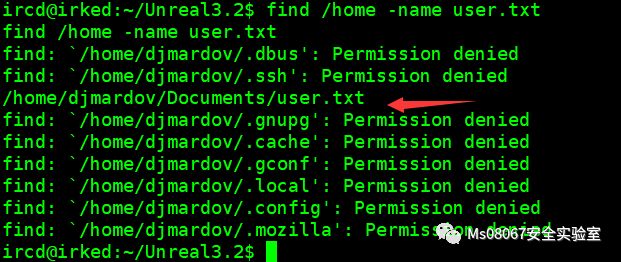 ircd@irked:~/Unreal3.2$ find /home -name user.txt
find /home -name user.txt
find: `/home/djmardov/.dbus': Permission denied
find: `/home/djmardov/.ssh': Permission denied
/home/djmardov/Documents/user.txt
find: `/home/djmardov/.gnupg': Permission denied
find: `/home/djmardov/.cache': Permission denied
find: `/home/djmardov/.gconf': Permission denied
find: `/home/djmardov/.local': Permission denied
find: `/home/djmardov/.config': Permission denied
find: `/home/djmardov/.mozilla': Permission denied
ircd@irked:~/Unreal3.2$
Ms08067安全实验室